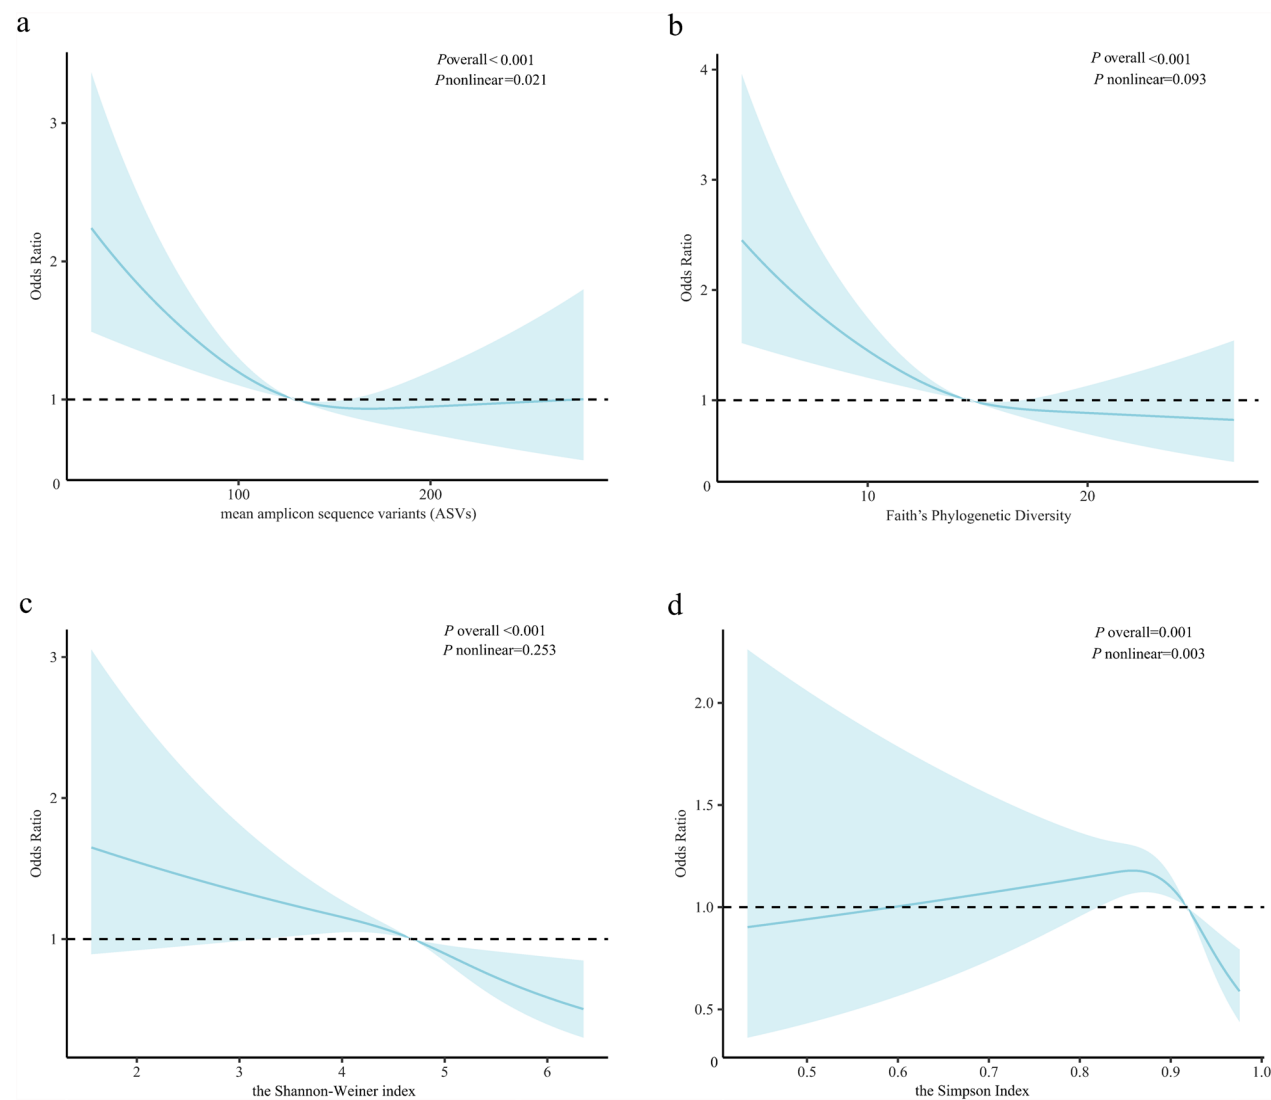 a
Poverall<0.001
Pnonlinear=0.021
3
2
1
0
Odds Ratio
100
200
mean amplicon sequence variants (ASVs)
b
P overall <0.001
P nonlinear=0.093
4
3
2
1
0
Odds Ratio
10
20
Faith's Phylogenetic Diversity
c
P overall <0.001
P nonlinear=0.253
3
2
1
Odds Ratio
2
3
4
5
6
the Shannon-Weiner index
d
P overall=0.001
P nonlinear=0.003
2.0
1.5
1.0
0.5
0
Odds Ratio
0.5
0.6
0.7
0.8
0.9
1.0
the Simpson Index